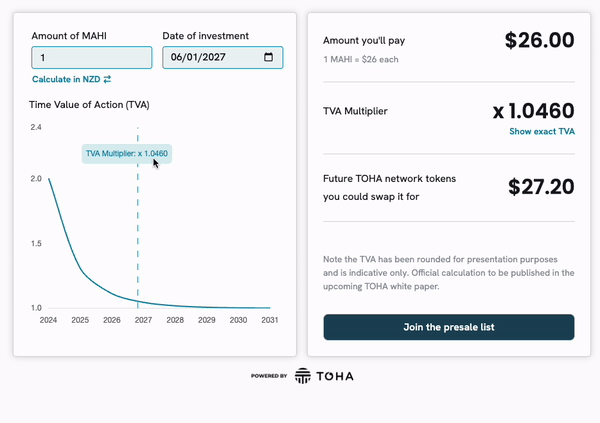 Amount of MAHI
Date of investment
1
06/01/2027
Calculate in NZD
Time Value of Action (TVA)
2.4
TVA Multiplier: x 1.0460
2.0
1.5
1.0
2024 2025 2026 2027 2028 2029 2030 2031
Amount you'll pay
$26.00
1 MAHI = $26 each
TVA Multiplier
x 1.0460
Show exact TVA
Future TOHA network tokens
you could swap it for
$27.20
Note the TVA has been rounded for presentation purposes
and is indicative only. Official calculation to be published in the
upcoming TOHA white paper.
Join the presale list
POWERED BY TOHA